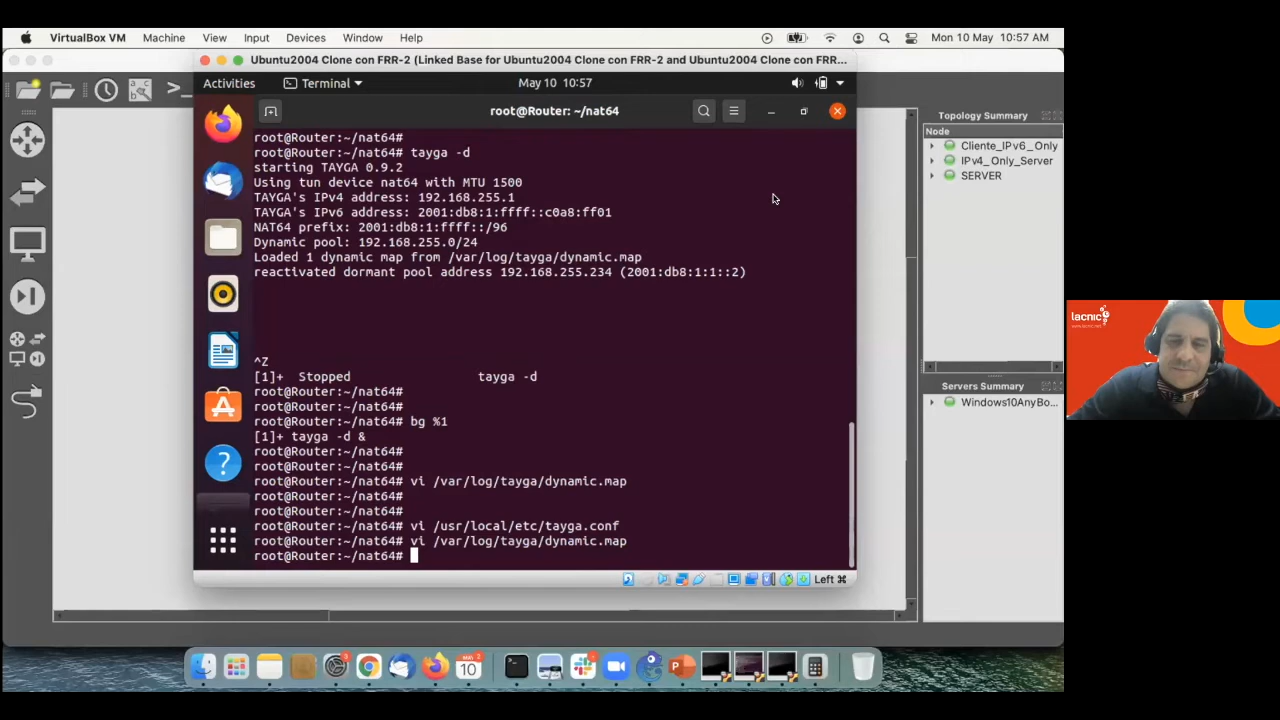 VirtualBox VM Machine View Input Devices Window Help Mon 10 May 10:57 AM
Ubuntu2004 Clone con FRR-2 (Linked Base for Ubuntu2004 Clone con FRR-2 and Ubuntu2004 Clone con FRR...
Activities Terminal May 10 10:57
root@Router: ~/nat64
root@Router:~/nat64#
root@Router:~/nat64# tayga -d
starting TAYGA 0.9.2
Using tun device nat64 with MTU 1500
TAYGA's IPv4 address: 192.168.255.1
TAYGA's IPv6 address: 2001:db8:1:ffff::c0a8:ff01
NAT64 prefix: 2001:db8:1:ffff::/96
Dynamic pool: 192.168.255.0/24
Loaded 1 dynamic map from /var/log/tayga/dynamic.map
reactivated dormant pool address 192.168.255.234 (2001:db8:1:1::2)
^Z
[1]+ Stopped tayga -d
root@Router:~/nat64#
root@Router:~/nat64#
root@Router:~/nat64# bg %1
[1]+ tayga -d &
root@Router:~/nat64#
root@Router:~/nat64#
root@Router:~/nat64# vi /var/log/tayga/dynamic.map
root@Router:~/nat64#
root@Router:~/nat64#
root@Router:~/nat64# vi /usr/local/etc/tayga.conf
root@Router:~/nat64# vi /var/log/tayga/dynamic.map
root@Router:~/nat64#
Left ⌘
Topology Summary
Node
Cliente_IPv6_Only
IPv4_Only_Server
SERVER
Servers Summary
Windows10AnyBo...
MAY
10
lacnic
www.lacnic.net